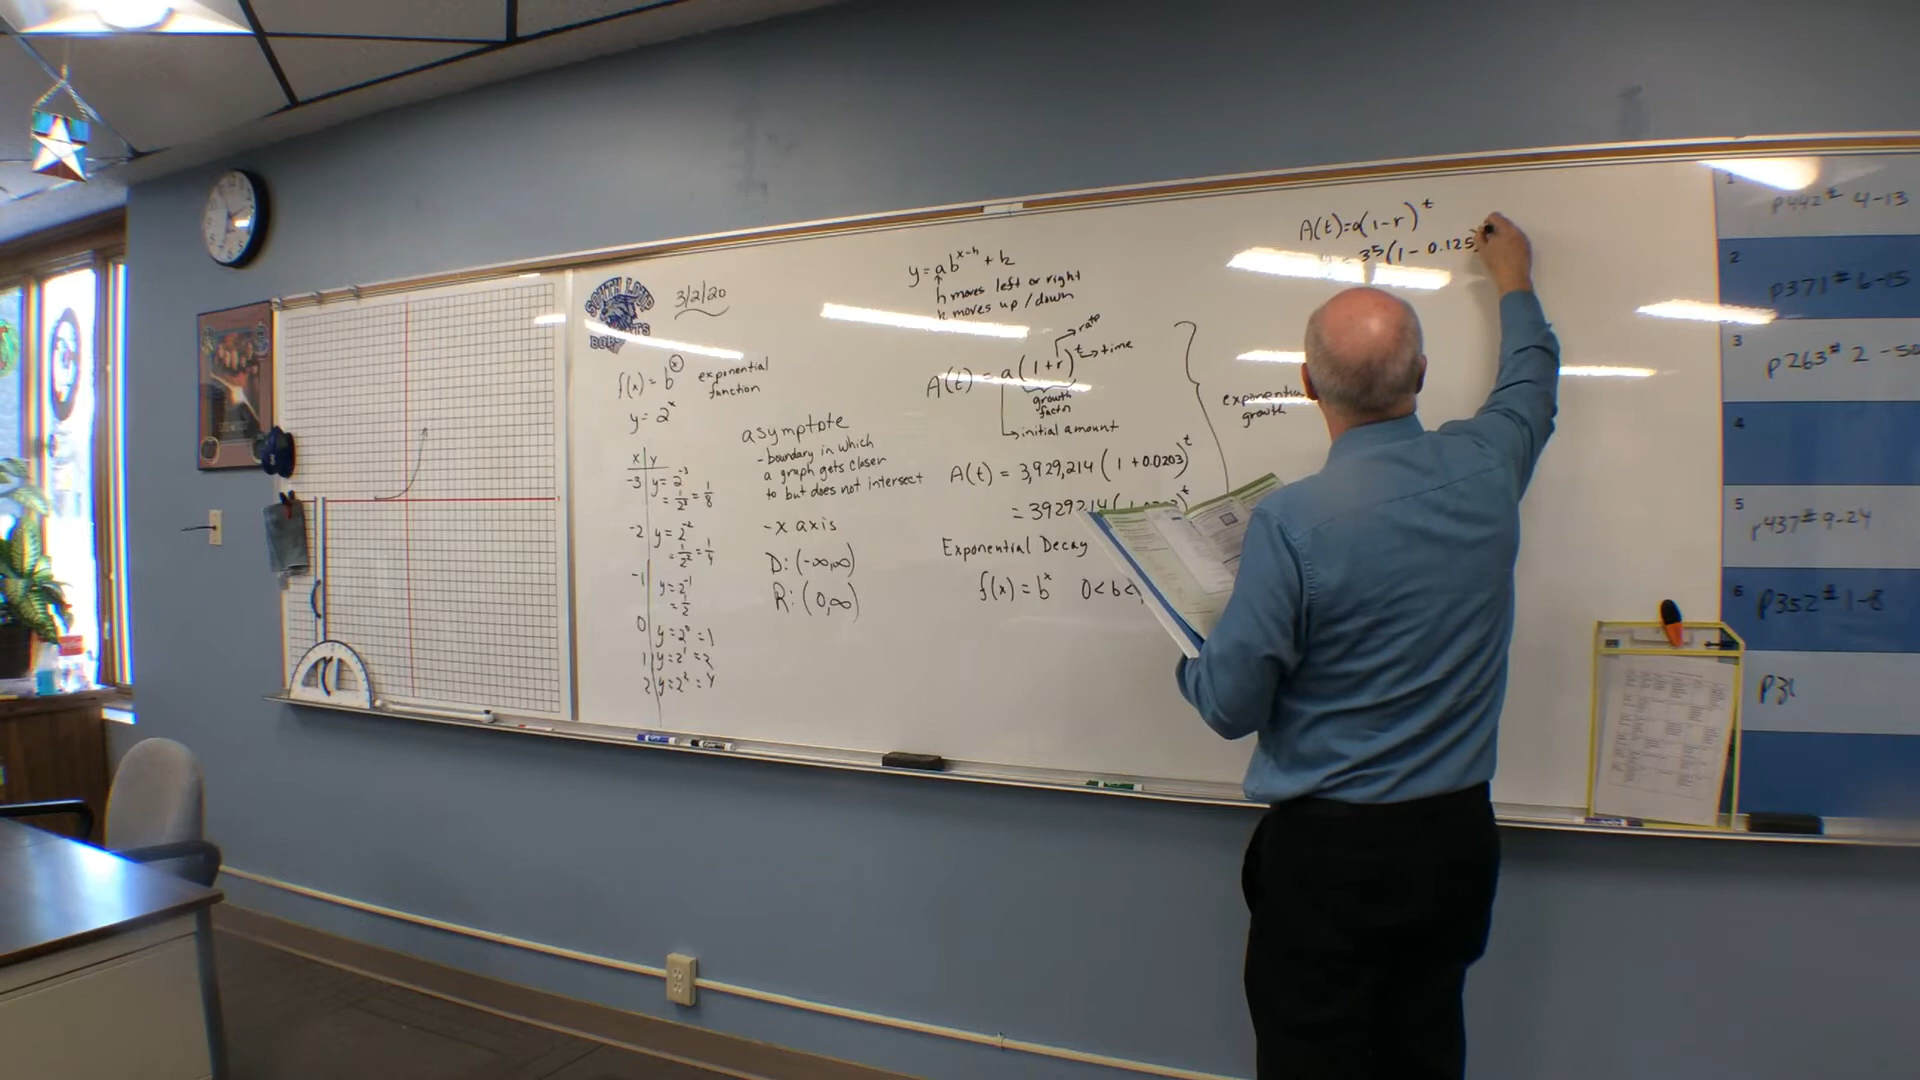 SOUTH LOUP
BOBCATS
3/2/20
f(x) = b^x exponential
function
y = 2^x
x | y
-3 y = 2^-3
= 1/2^3 = 1/8
-2 y = 2^-2
= 1/2^2 = 1/4
-1 y = 2^-1
= 1/2
0 y = 2^0 = 1
1 y = 2^1 = 2
2 y = 2^2 = 4
asymptote
- boundary in which
a graph gets closer
to but does not intersect
- x axis
D: (-∞,∞)
R: (0,∞)
y = ab^x-h + k
h moves left or right
k moves up / down
A(t) = a(1+r)^t
rate
time
growth
factor
initial amount
A(t) = 3,929,214 (1+0.0203)^t
= 3929214(
exponential
growth
Exponential Decay
f(x) = b^x 0<b<
A(t) = a(1-r)^t
= 35(1 - 0.125)
1 p442# 4-13
2 p371# 6-15
3 p263# 2-50
4
5 p437# 9-24
6 p352# 1-8